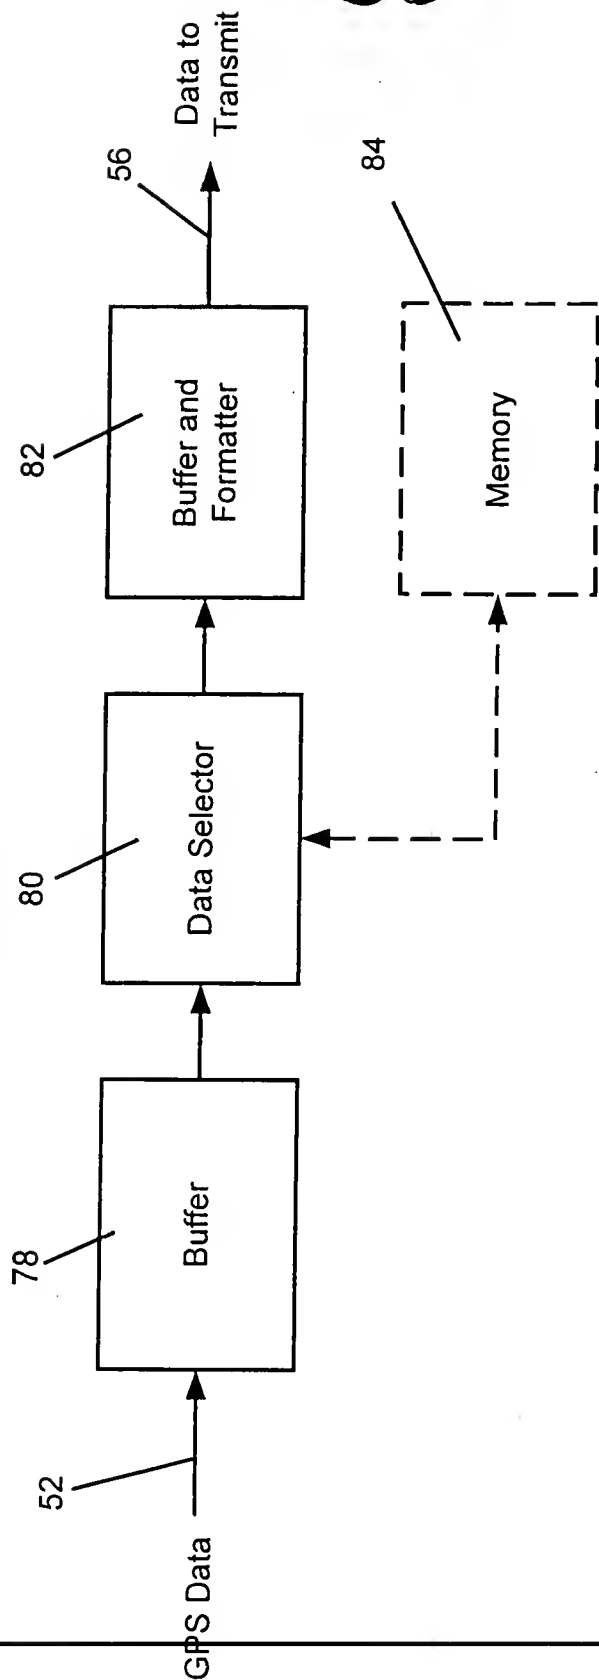 GPS Data
52
78
Buffer
80
Data Selector
82
Buffer and
Formatter
56
Data to
Transmit
84
Memory